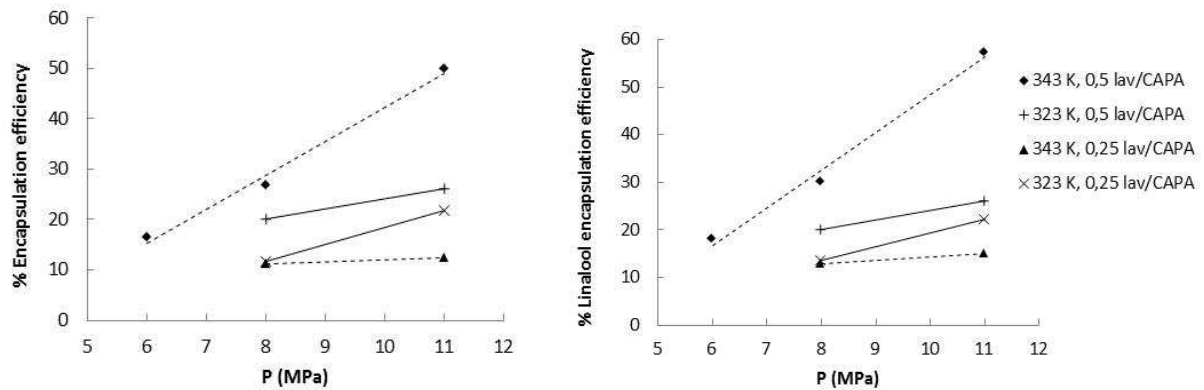 % Encapsulation efficiency
60
50
40
30
20
10
0
5 6 7 8 9 10 11 12
P (MPa)
% Linalool encapsulation efficiency
60
50
40
30
20
10
0
5 6 7 8 9 10 11 12
P (MPa)
343 K, 0,5 lav/CAPA
323 K, 0,5 lav/CAPA
343 K, 0,25 lav/CAPA
323 K, 0,25 lav/CAPA